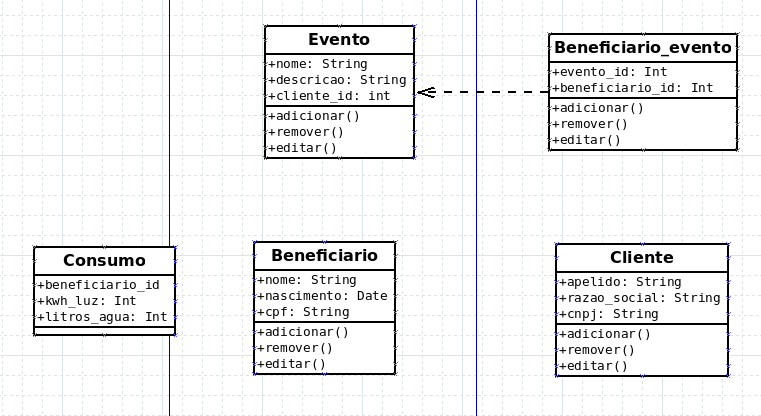 Evento
+nome: String
+descricao: String
+cliente_id: int
+adicionar()
+remover()
+editar()
Beneficiario_evento
+evento_id: Int
+beneficiario_id: Int
+adicionar()
+remover()
+editar()
Consumo
+beneficiario_id
+kwh_luz: Int
+litros_agua: Int
Beneficiario
+nome: String
+nascimento: Date
+cpf: String
+adicionar()
+remover()
+editar()
Cliente
+apelido: String
+razao_social: String
+cnpj: String
+adicionar()
+remover()
+editar()